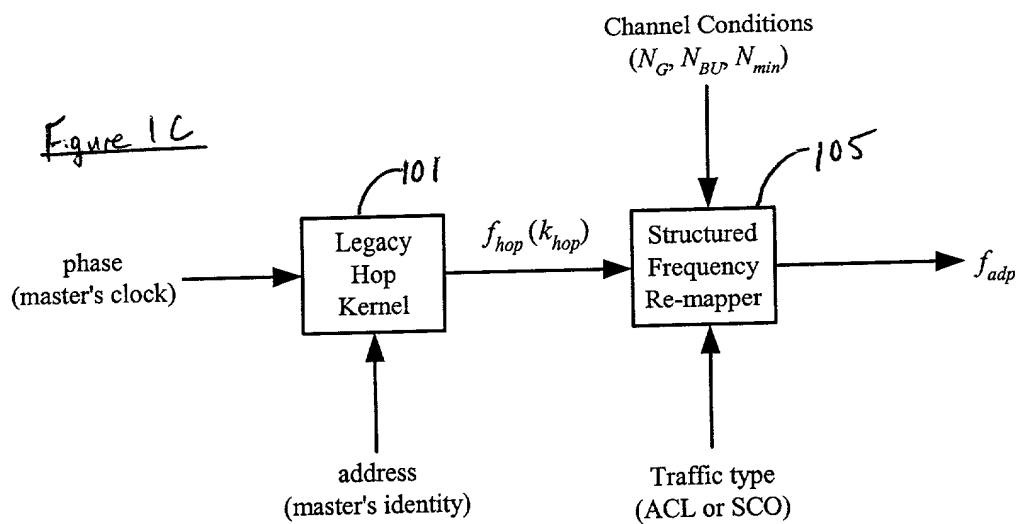 Channel Conditions
(N_G, N_BU, N_min)
Figure 1C
101
105
phase
(master's clock)
Legacy
Hop
Kernel
f_hop (k_hop)
Structured
Frequency
Re-mapper
f_adp
address
(master's identity)
Traffic type
(ACL or SCO)